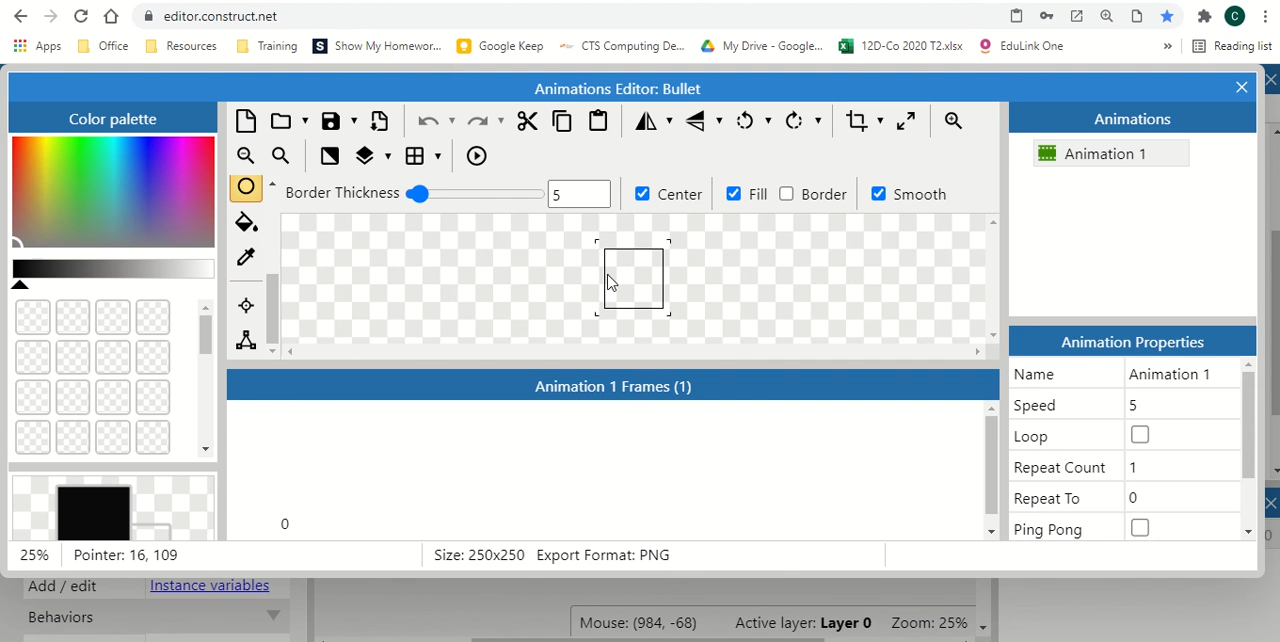 editor.construct.net
Apps Office Resources Training S Show My Homewor... Google Keep CTS Computing De... My Drive - Google... 12D-Co 2020 T2.xlsx EduLink One » Reading list
C
Animations Editor: Bullet
Color palette
Animations
Animation 1
Border Thickness 5 Center Fill Border Smooth
Animation 1 Frames (1)
0
Animation Properties
Name Animation 1
Speed 5
Loop
Repeat Count 1
Repeat To 0
Ping Pong
25% Pointer: 16, 109 Size: 250x250 Export Format: PNG
Add / edit Instance variables
Behaviors
Mouse: (984, -68) Active layer: Layer 0 Zoom: 25%